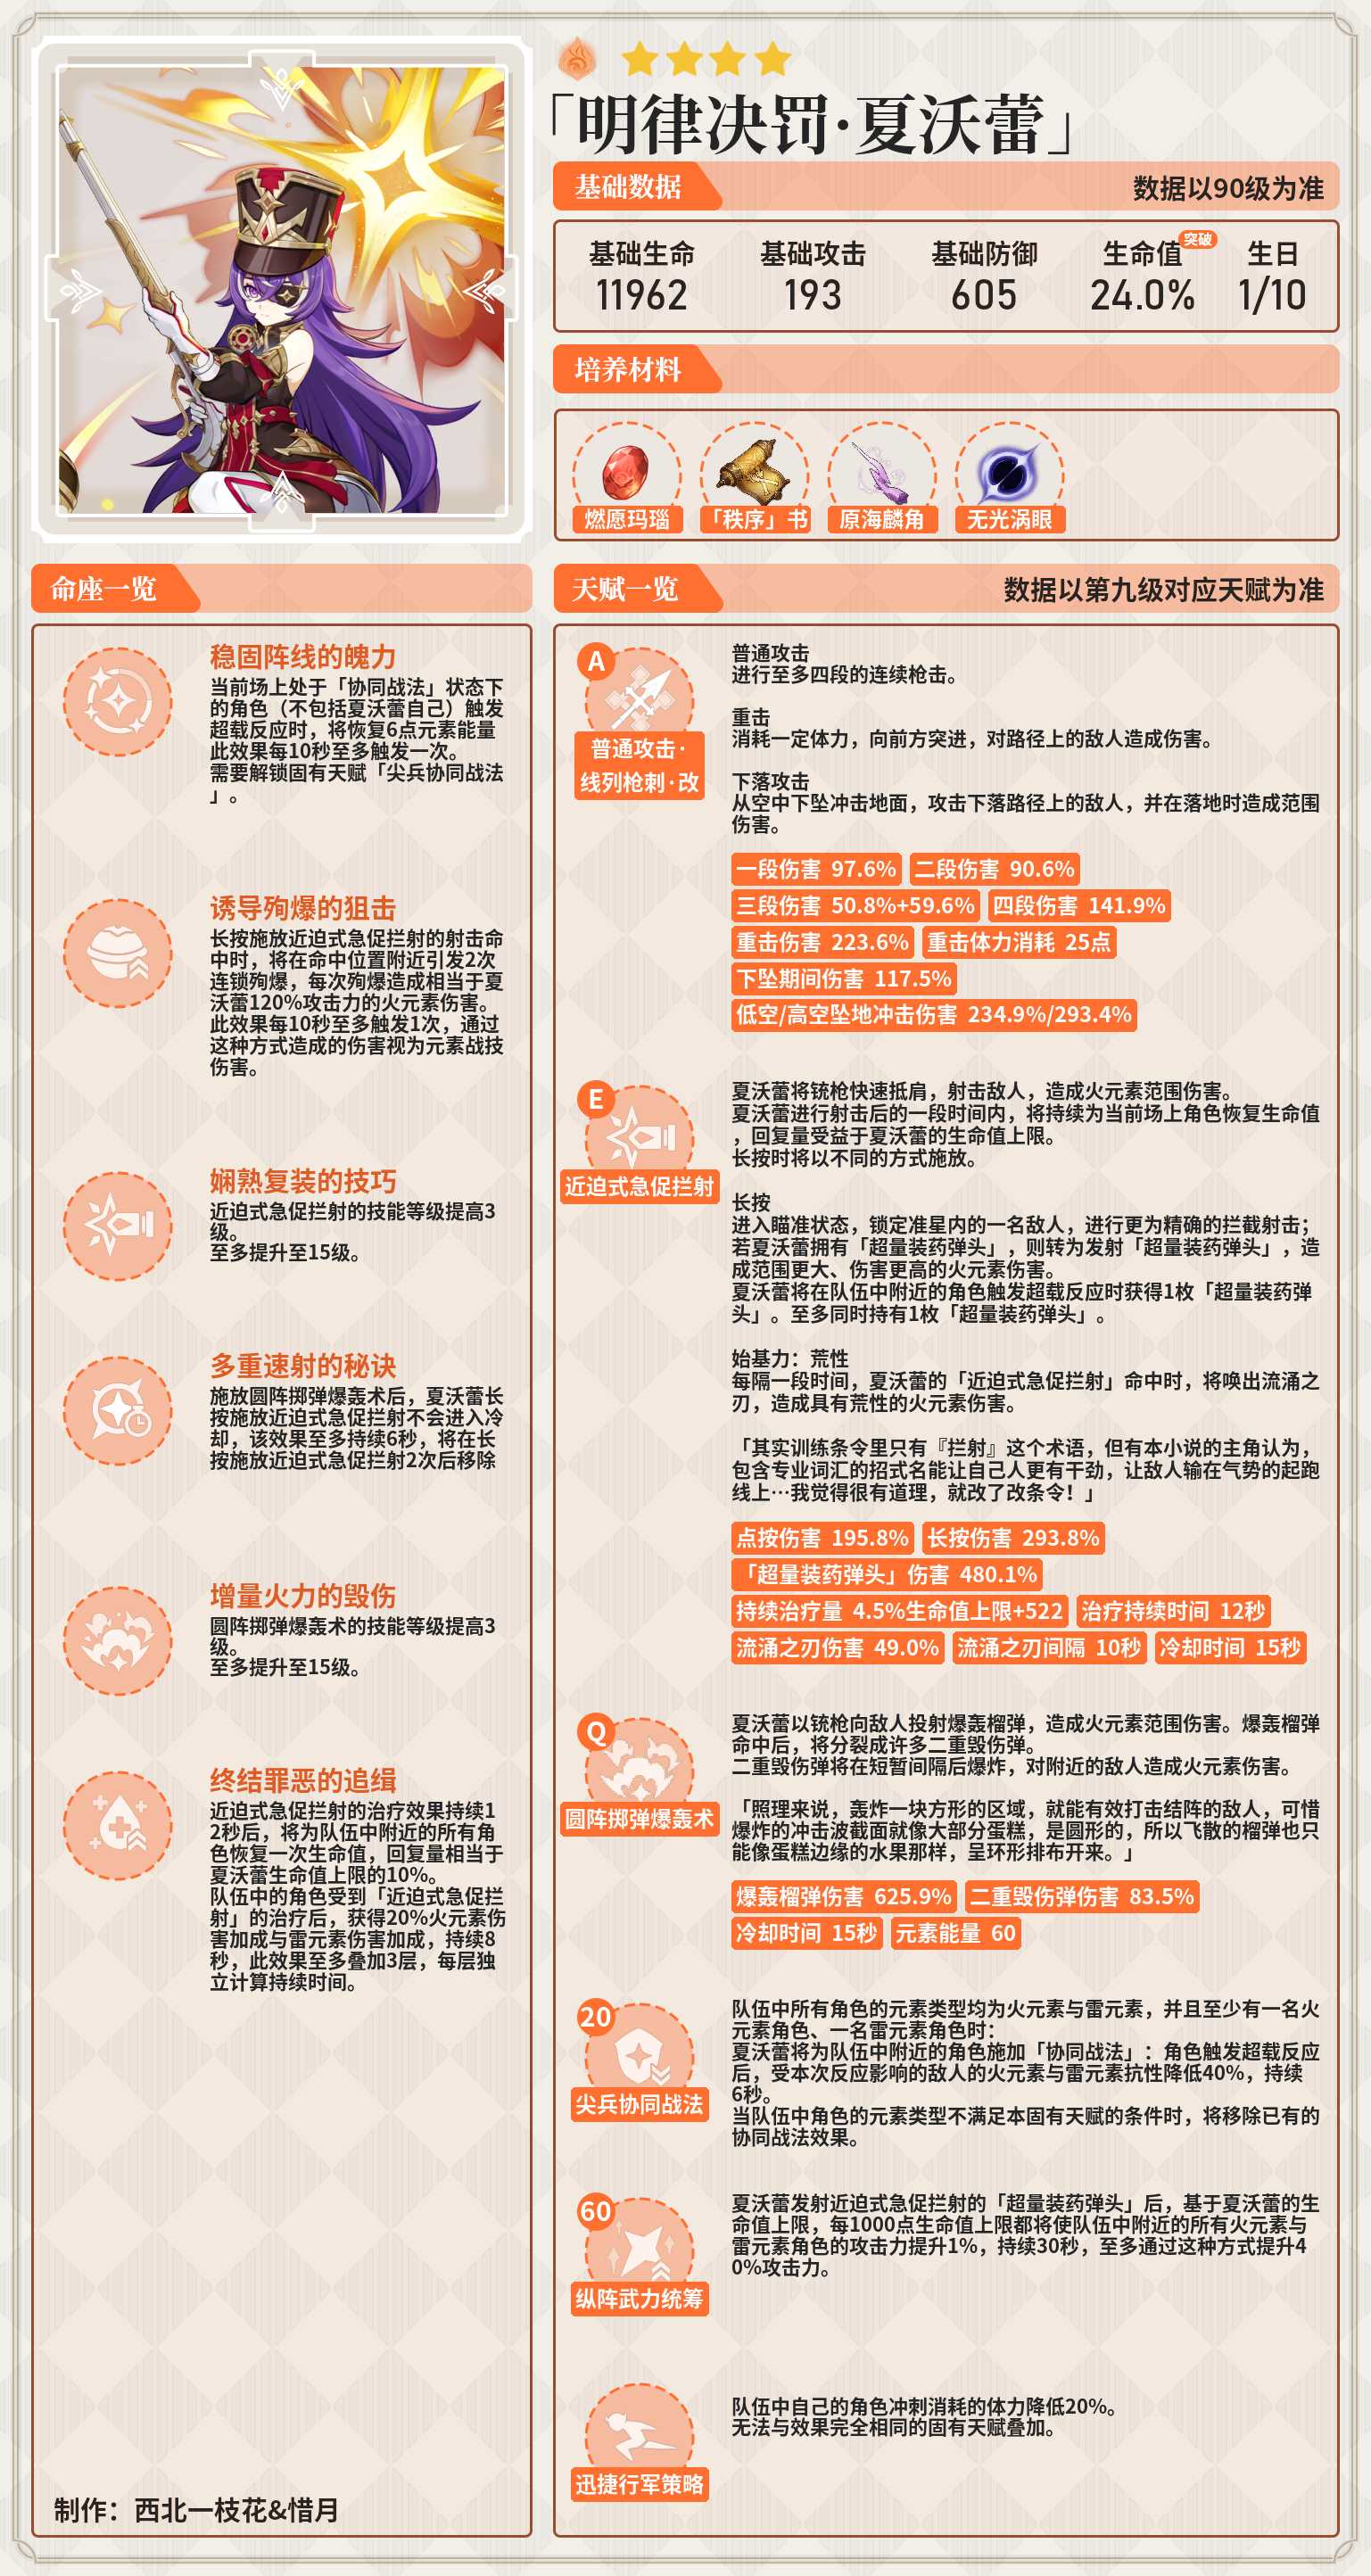 「明律决罚·夏沃蕾」
基础数据
数据以90级为准
基础生命
11962
基础攻击
193
基础防御
605
生命值
突破
24.0%
生日
1/10
培养材料
燃愿玛瑙
「秩序」书
原海麟角
无光涡眼
命座一览
稳固阵线的魄力
当前场上处于「协同战法」状态下
的角色（不包括夏沃蕾自己）触发
超载反应时，将恢复6点元素能量
此效果每10秒至多触发一次。
需要解锁固有天赋「尖兵协同战法
」。
诱导殉爆的狙击
长按施放近迫式急促拦射的射击命
中时，将在命中位置附近引发2次
连锁殉爆，每次殉爆造成相当于夏
沃蕾120%攻击力的火元素伤害。
此效果每10秒至多触发1次，通过
这种方式造成的伤害视为元素战技
伤害。
娴熟复装的技巧
近迫式急促拦射的技能等级提高3
级。
至多提升至15级。
多重速射的秘诀
施放圆阵掷弹爆轰术后，夏沃蕾长
按施放近迫式急促拦射不会进入冷
却，该效果至多持续6秒，将在长
按施放近迫式急促拦射2次后移除
增量火力的毁伤
圆阵掷弹爆轰术的技能等级提高3
级。
至多提升至15级。
终结罪恶的追缉
近迫式急促拦射的治疗效果持续1
2秒后，将为队伍中附近的所有角
色恢复一次生命值，回复量相当于
夏沃蕾生命值上限的10%。
队伍中的角色受到「近迫式急促拦
射」的治疗后，获得20%火元素伤
害加成与雷元素伤害加成，持续8
秒，此效果至多叠加3层，每层独
立计算持续时间。
制作：西北一枝花&惜月
天赋一览
数据以第九级对应天赋为准
A
普通攻击·
线列枪刺·改
普通攻击
进行至多四段的连续枪击。
重击
消耗一定体力，向前方突进，对路径上的敌人造成伤害。
下落攻击
从空中下坠冲击地面，攻击下落路径上的敌人，并在落地时造成范围
伤害。
一段伤害 97.6% 二段伤害 90.6%
三段伤害 50.8%+59.6% 四段伤害 141.9%
重击伤害 223.6% 重击体力消耗 25点
下坠期间伤害 117.5%
低空/高空坠地冲击伤害 234.9%/293.4%
E
近迫式急促拦射
夏沃蕾将铳枪快速抵肩，射击敌人，造成火元素范围伤害。
夏沃蕾进行射击后的一段时间内，将持续为当前场上角色恢复生命值
，回复量受益于夏沃蕾的生命值上限。
长按时将以不同的方式施放。
长按
进入瞄准状态，锁定准星内的一名敌人，进行更为精确的拦截射击；
若夏沃蕾拥有「超量装药弹头」，则转为发射「超量装药弹头」，造
成范围更大、伤害更高的火元素伤害。
夏沃蕾将在队伍中附近的角色触发超载反应时获得1枚「超量装药弹
头」。至多同时持有1枚「超量装药弹头」。
始基力：荒性
每隔一段时间，夏沃蕾的「近迫式急促拦射」命中时，将唤出流涌之
刃，造成具有荒性的火元素伤害。
「其实训练条令里只有『拦射』这个术语，但有本小说的主角认为，
包含专业词汇的招式名能让自己人更有干劲，让敌人输在气势的起跑
线上…我觉得很有道理，就改了改条令！」
点按伤害 195.8% 长按伤害 293.8%
「超量装药弹头」伤害 480.1%
持续治疗量 4.5%生命值上限+522 治疗持续时间 12秒
流涌之刃伤害 49.0% 流涌之刃间隔 10秒 冷却时间 15秒
Q
圆阵掷弹爆轰术
夏沃蕾以铳枪向敌人投射爆轰榴弹，造成火元素范围伤害。爆轰榴弹
命中后，将分裂成许多二重毁伤弹。
二重毁伤弹将在短暂间隔后爆炸，对附近的敌人造成火元素伤害。
「照理来说，轰炸一块方形的区域，就能有效打击结阵的敌人，可惜
爆炸的冲击波截面就像大部分蛋糕，是圆形的，所以飞散的榴弹也只
能像蛋糕边缘的水果那样，呈环形排布开来。」
爆轰榴弹伤害 625.9% 二重毁伤弹伤害 83.5%
冷却时间 15秒 元素能量 60
20
尖兵协同战法
队伍中所有角色的元素类型均为火元素与雷元素，并且至少有一名火
元素角色、一名雷元素角色时：
夏沃蕾将为队伍中附近的角色施加「协同战法」：角色触发超载反应
后，受本次反应影响的敌人的火元素与雷元素抗性降低40%，持续
6秒。
当队伍中角色的元素类型不满足本固有天赋的条件时，将移除已有的
协同战法效果。
60
纵阵武力统筹
夏沃蕾发射近迫式急促拦射的「超量装药弹头」后，基于夏沃蕾的生
命值上限，每1000点生命值上限都将使队伍中附近的所有火元素与
雷元素角色的攻击力提升1%，持续30秒，至多通过这种方式提升4
0%攻击力。
迅捷行军策略
队伍中自己的角色冲刺消耗的体力降低20%。
无法与效果完全相同的固有天赋叠加。